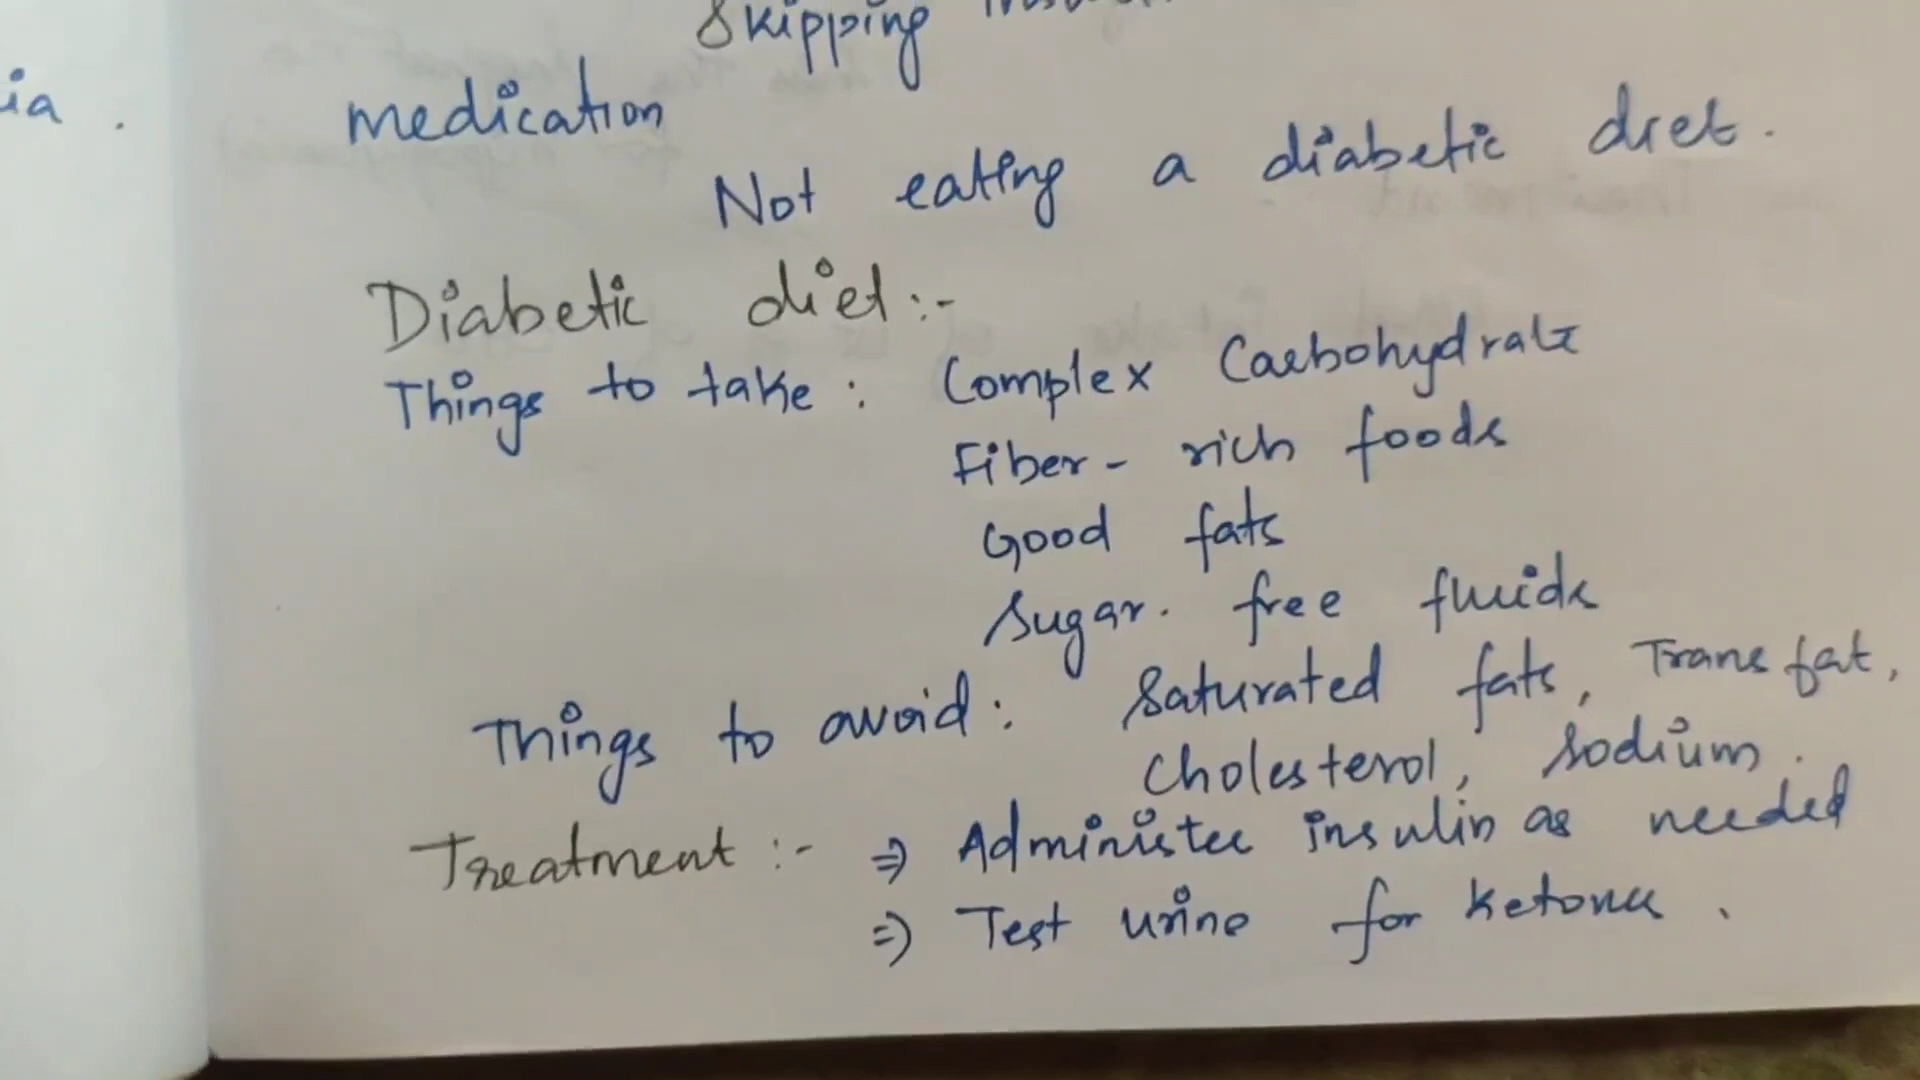 Skipping
ia.
medication
Not eating a diabetic diet.
Diabetic diet :-
Things to take : Complex Carbohydrate
Fiber - rich foods
Good fats
Sugar. free fluids
Things to avoid : Saturated fats, Trans fat,
Cholesterol, Sodium.
Treatment :- ⇒ Administer insulin as needed
⇒ Test urine for Ketones.